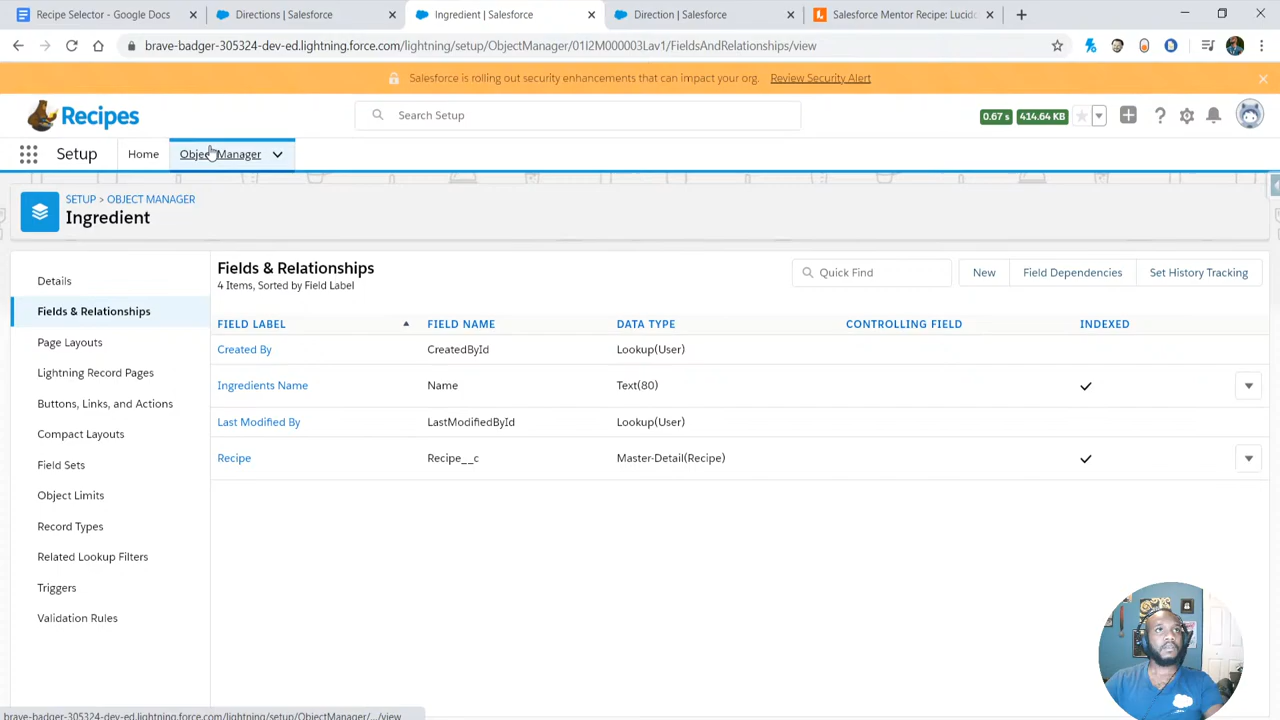 Recipe Selector - Google Docs
Directions | Salesforce
Ingredient | Salesforce
Direction | Salesforce
Salesforce Mentor Recipe: Lucid
brave-badger-305324-dev-ed.lightning.force.com/lightning/setup/ObjectManager/01I2M000003Lav1/FieldsAndRelationships/view
Salesforce is rolling out security enhancements that can impact your org. Review Security Alert
Recipes
Search Setup
0.67 s 414.64 KB
Setup
Home
Object Manager
SETUP > OBJECT MANAGER
Ingredient
Details
Fields & Relationships
Page Layouts
Lightning Record Pages
Buttons, Links, and Actions
Compact Layouts
Field Sets
Object Limits
Record Types
Related Lookup Filters
Triggers
Validation Rules
Fields & Relationships
4 Items, Sorted by Field Label
Quick Find
New
Field Dependencies
Set History Tracking
FIELD LABEL FIELD NAME DATA TYPE CONTROLLING FIELD INDEXED
Created By CreatedById Lookup(User)
Ingredients Name Name Text(80)
Last Modified By LastModifiedById Lookup(User)
Recipe Recipe__c Master-Detail(Recipe)
brave-badger-305324-dev-ed.lightning.force.com/lightning/setup/ObjectManager/.../view